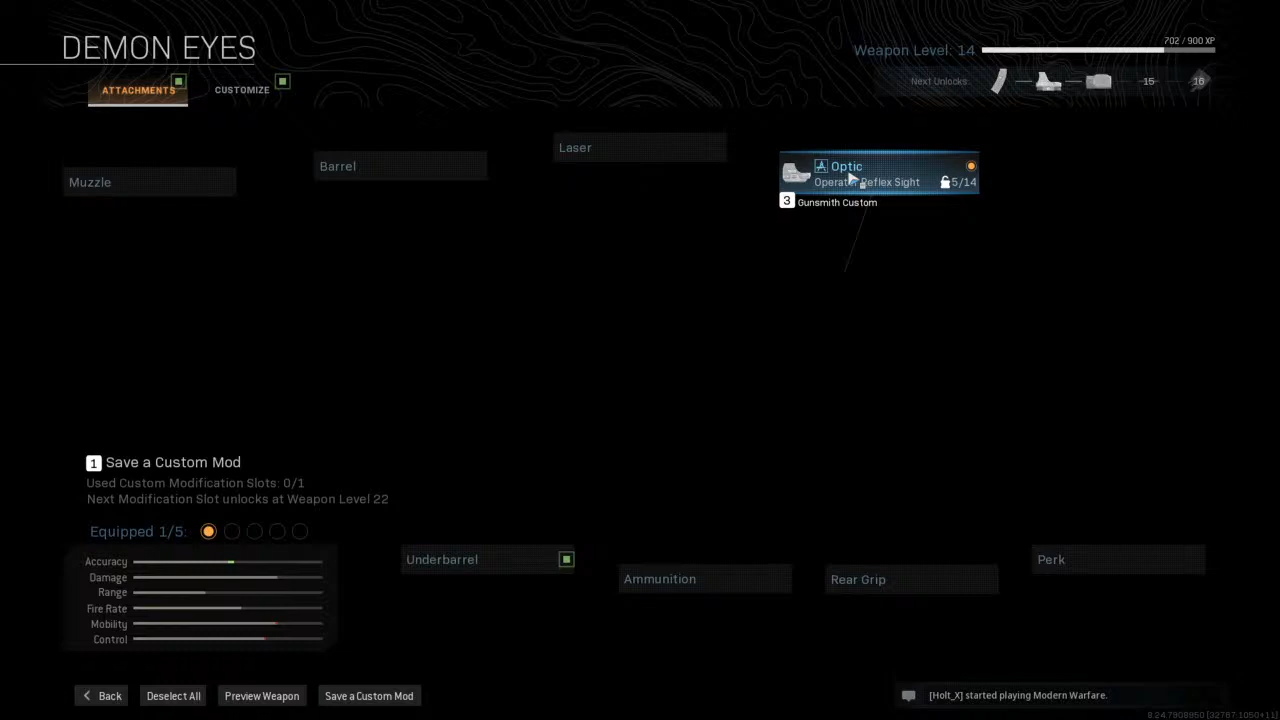 DEMON EYES
702 / 900 XP
Weapon Level: 14
Next Unlocks:
15
16
ATTACHMENTS
CUSTOMIZE
Laser
Barrel
Muzzle
Optic
Operator Reflex Sight
5/14
3 Gunsmith Custom
1 Save a Custom Mod
Used Custom Modification Slots: 0/1
Next Modification Slot unlocks at Weapon Level 22
Equipped 1/5:
Accuracy
Damage
Range
Fire Rate
Mobility
Control
Underbarrel
Ammunition
Rear Grip
Perk
Back
Deselect All
Preview Weapon
Save a Custom Mod
[Holt_X] started playing Modern Warfare.